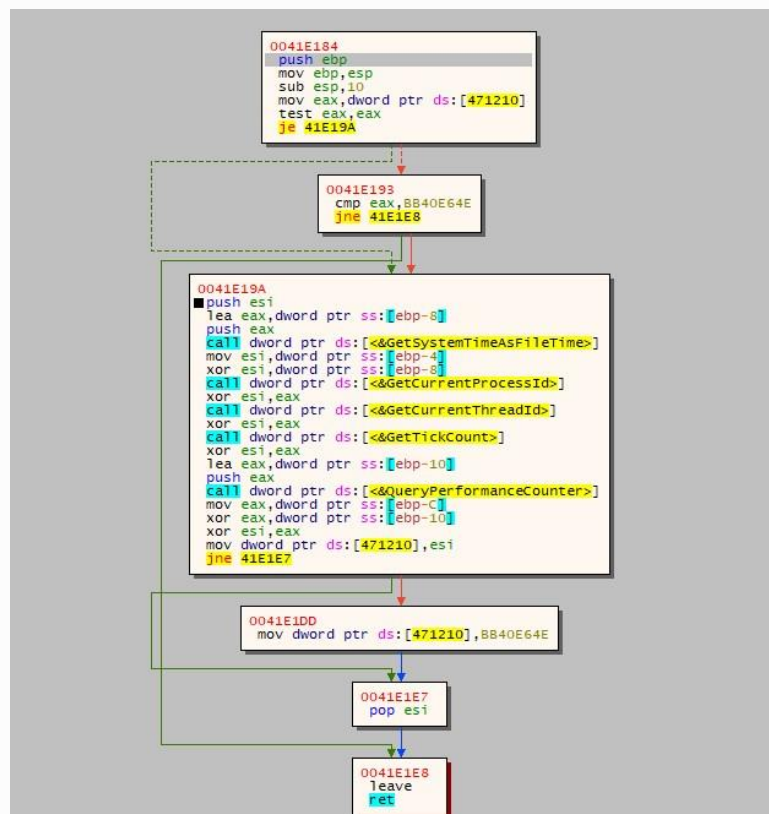 0041E184
push ebp
mov ebp,esp
sub esp,10
mov eax,dword ptr ds:[471210]
test eax,eax
je 41E19A
0041E193
cmp eax,BB40E64E
jne 41E1E8
0041E19A
push esi
lea eax,dword ptr ss:[ebp-8]
push eax
call dword ptr ds:[<&GetSystemTimeAsFileTime>]
mov esi,dword ptr ss:[ebp-4]
xor esi,dword ptr ss:[ebp-8]
call dword ptr ds:[<&GetCurrentProcessId>]
xor esi,eax
call dword ptr ds:[<&GetCurrentThreadId>]
xor esi,eax
call dword ptr ds:[<&GetTickCount>]
xor esi,eax
lea eax,dword ptr ss:[ebp-10]
push eax
call dword ptr ds:[<&QueryPerformanceCounter>]
mov eax,dword ptr ss:[ebp-C]
xor eax,dword ptr ss:[ebp-10]
xor esi,eax
mov dword ptr ds:[471210],esi
jne 41E1E7
0041E1DD
mov dword ptr ds:[471210],BB40E64E
0041E1E7
pop esi
0041E1E8
leave
ret